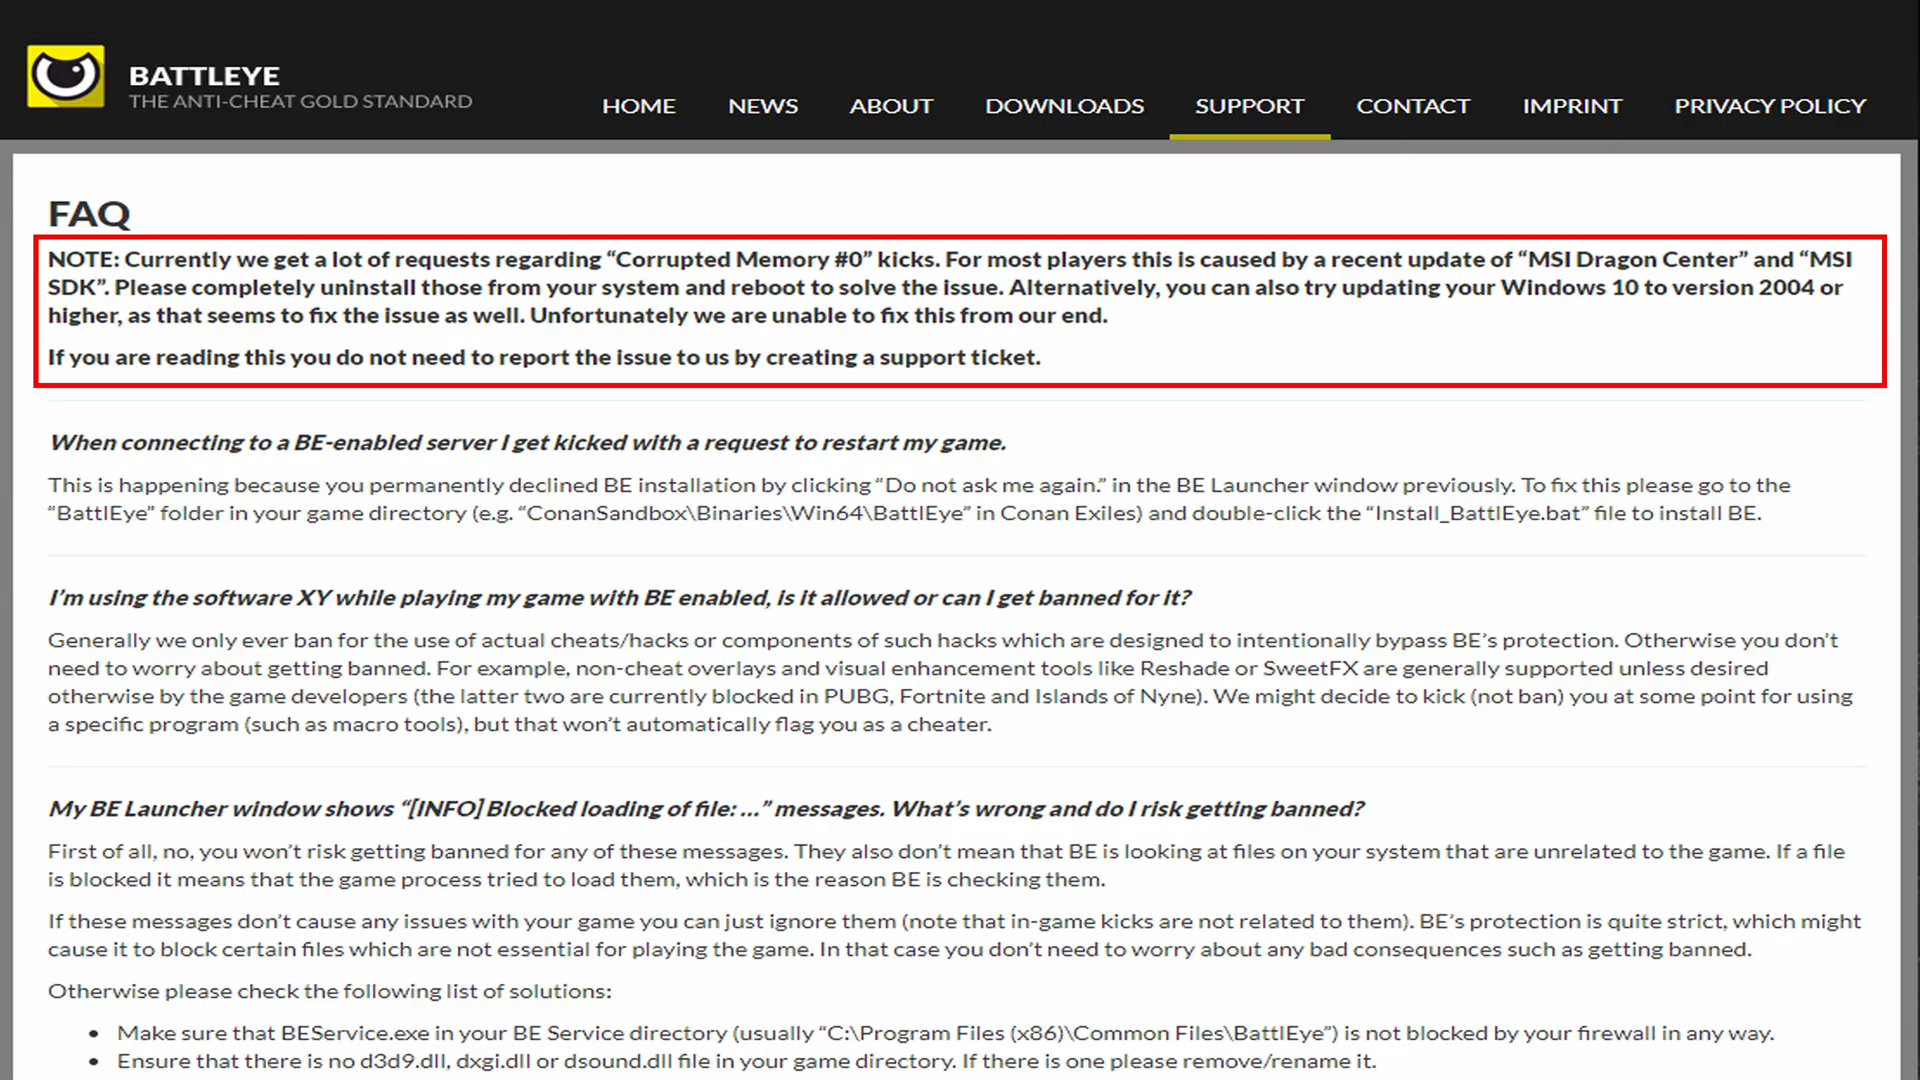 BATTLEYE
THE ANTI-CHEAT GOLD STANDARD
HOME NEWS ABOUT DOWNLOADS SUPPORT CONTACT IMPRINT PRIVACY POLICY
FAQ
NOTE: Currently we get a lot of requests regarding “Corrupted Memory #0” kicks. For most players this is caused by a recent update of “MSI Dragon Center” and “MSI
SDK”. Please completely uninstall those from your system and reboot to solve the issue. Alternatively, you can also try updating your Windows 10 to version 2004 or
higher, as that seems to fix the issue as well. Unfortunately we are unable to fix this from our end.
If you are reading this you do not need to report the issue to us by creating a support ticket.
When connecting to a BE-enabled server I get kicked with a request to restart my game.
This is happening because you permanently declined BE installation by clicking “Do not ask me again.” in the BE Launcher window previously. To fix this please go to the
“BattlEye” folder in your game directory (e.g. “ConanSandbox\Binaries\Win64\BattlEye” in Conan Exiles) and double-click the “Install_BattlEye.bat” file to install BE.
I’m using the software XY while playing my game with BE enabled, is it allowed or can I get banned for it?
Generally we only ever ban for the use of actual cheats/hacks or components of such hacks which are designed to intentionally bypass BE’s protection. Otherwise you don’t
need to worry about getting banned. For example, non-cheat overlays and visual enhancement tools like Reshade or SweetFX are generally supported unless desired
otherwise by the game developers (the latter two are currently blocked in PUBG, Fortnite and Islands of Nyne). We might decide to kick (not ban) you at some point for using
a specific program (such as macro tools), but that won’t automatically flag you as a cheater.
My BE Launcher window shows “[INFO] Blocked loading of file: …” messages. What’s wrong and do I risk getting banned?
First of all, no, you won’t risk getting banned for any of these messages. They also don’t mean that BE is looking at files on your system that are unrelated to the game. If a file
is blocked it means that the game process tried to load them, which is the reason BE is checking them.
If these messages don’t cause any issues with your game you can just ignore them (note that in-game kicks are not related to them). BE’s protection is quite strict, which might
cause it to block certain files which are not essential for playing the game. In that case you don’t need to worry about any bad consequences such as getting banned.
Otherwise please check the following list of solutions:
• Make sure that BEService.exe in your BE Service directory (usually “C:\Program Files (x86)\Common Files\BattlEye”) is not blocked by your firewall in any way.
• Ensure that there is no d3d9.dll, dxgi.dll or dsound.dll file in your game directory. If there is one please remove/rename it.